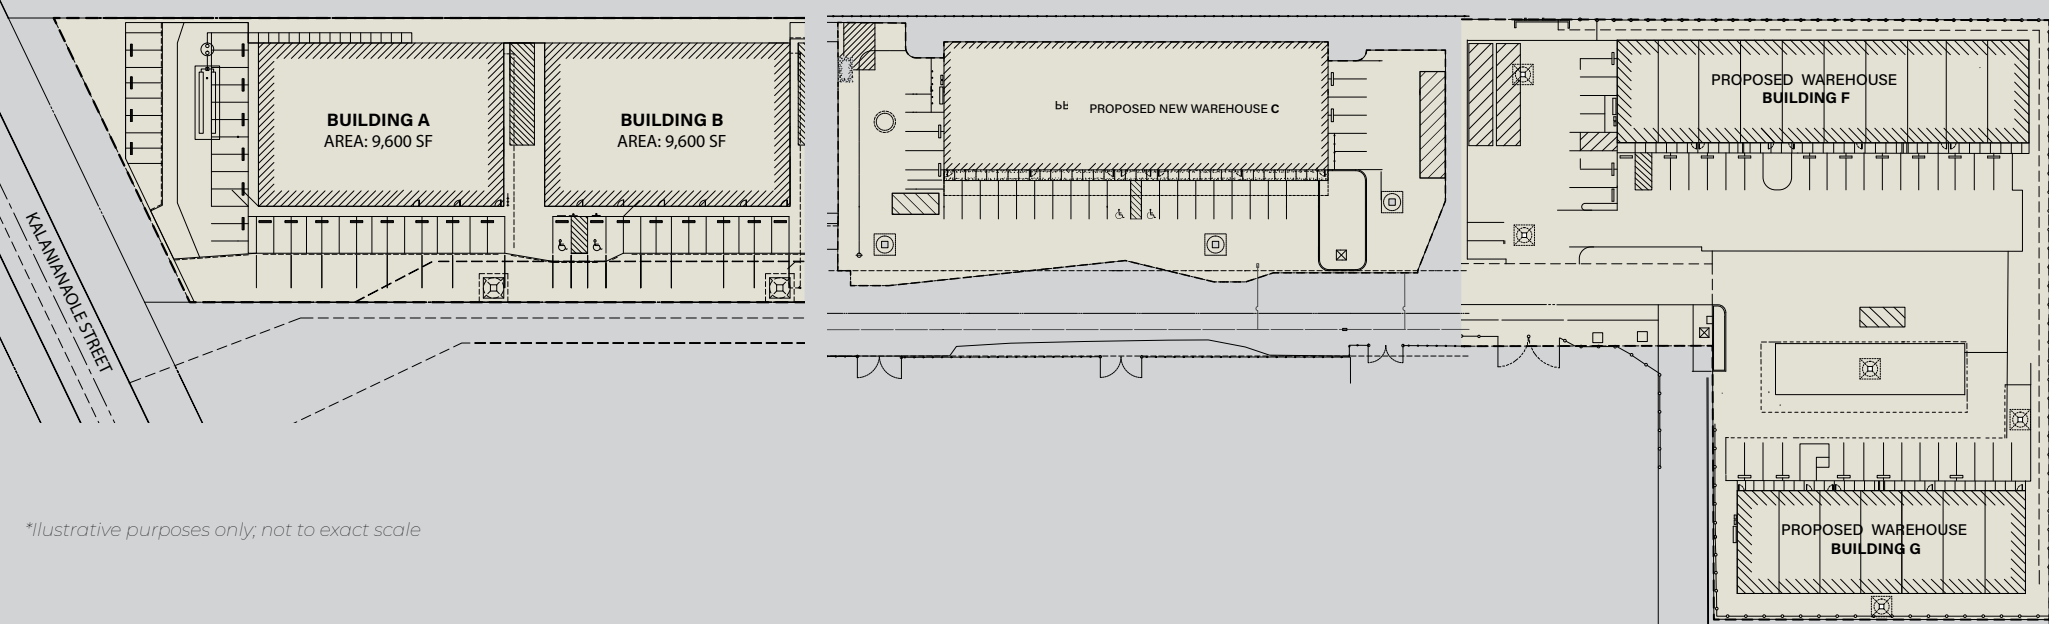 BUILDING A
AREA: 9,600 SF
BUILDING B
AREA: 9,600 SF
PROPOSED NEW WAREHOUSE C
PROPOSED WAREHOUSE
BUILDING F
KALANIANAOLE STREET
PROPOSED WAREHOUSE
BUILDING G
*Ilustrative purposes only; not to exact scale